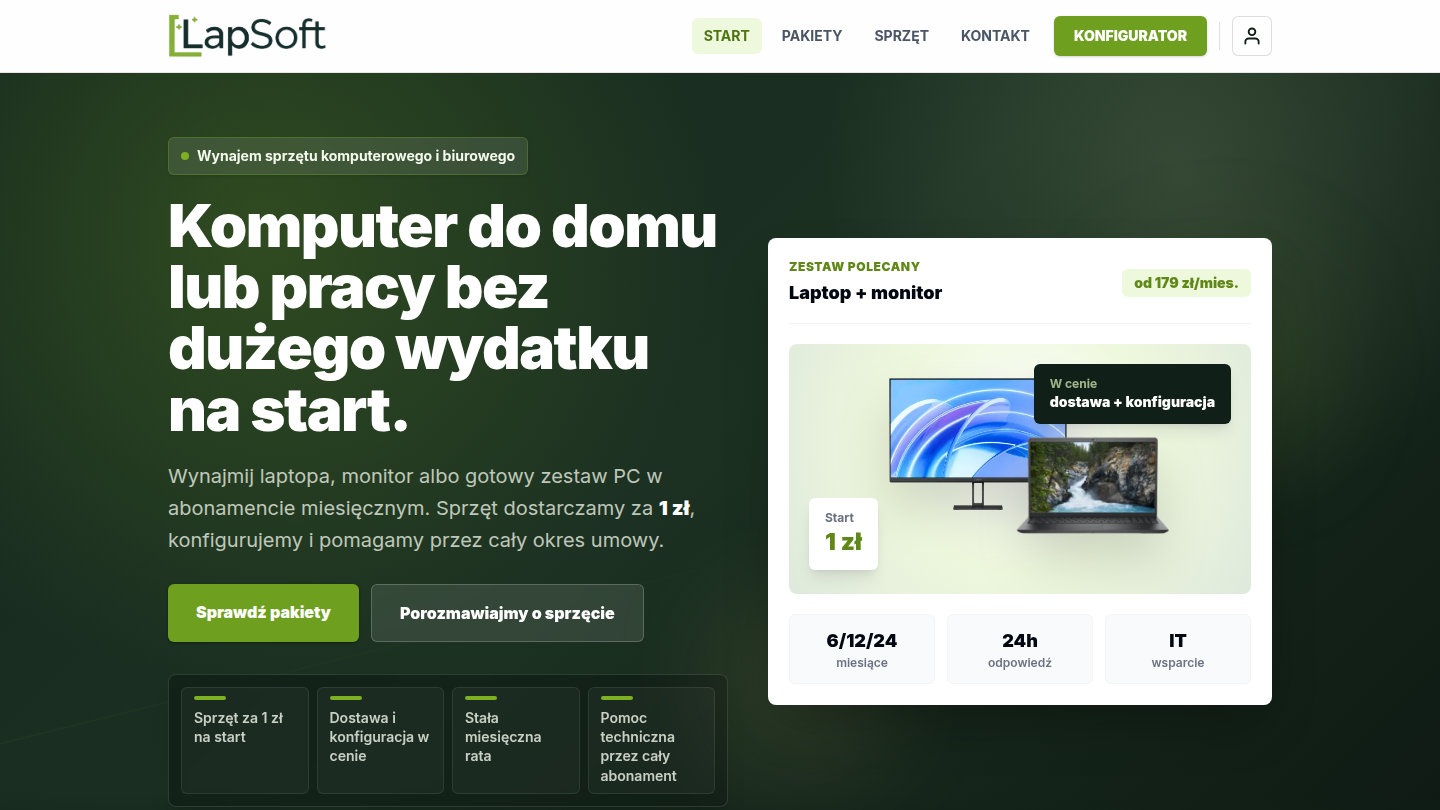 LapSoft
START
PAKIETY
SPRZĘT
KONTAKT
KONFIGURATOR
Wynajem sprzętu komputerowego i biurowego
Komputer do domu
lub pracy bez
dużego wydatku
na start.
Wynajmij laptopa, monitor albo gotowy zestaw PC w
abonamencie miesięcznym. Sprzęt dostarczamy za 1 zł,
konfigurujemy i pomagamy przez cały okres umowy.
Sprawdź pakiety
Porozmawiajmy o sprzęcie
Sprzęt za 1 zł
na start
Dostawa i
konfiguracja w
cenie
Stała
miesięczna
rata
Pomoc
techniczna
przez cały
abonament
ZESTAW POLECANY
Laptop + monitor
od 179 zł/mies.
W cenie
dostawa + konfiguracja
Start
1 zł
6/12/24
miesiące
24h
odpowiedź
IT
wsparcie